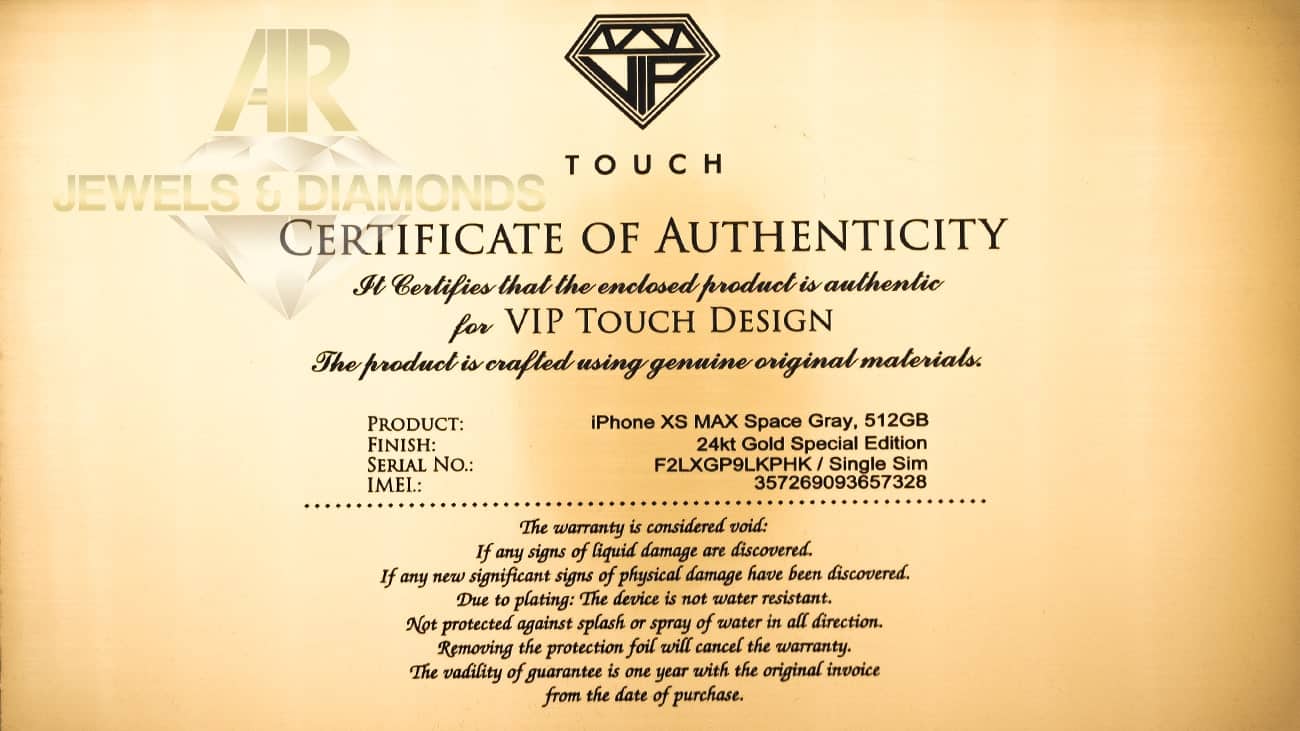 AR
JEWELS & DIAMONDS
VIP
TOUCH
CERTIFICATE OF AUTHENTICITY
It Certifies that the enclosed product is authentic
for VIP TOUCH DESIGN
The product is crafted using genuine original materials.
PRODUCT: iPhone XS MAX Space Gray, 512GB
FINISH: 24kt Gold Special Edition
SERIAL NO.: F2LXGP9LKPHK / Single Sim
IMEI.: 357269093657328
The warranty is considered void:
If any signs of liquid damage are discovered.
If any new significant signs of physical damage have been discovered.
Due to plating: The device is not water resistant.
Not protected against splash or spray of water in all direction.
Removing the protection foil will cancel the warranty.
The vadility of guarantee is one year with the original invoice
from the date of purchase.